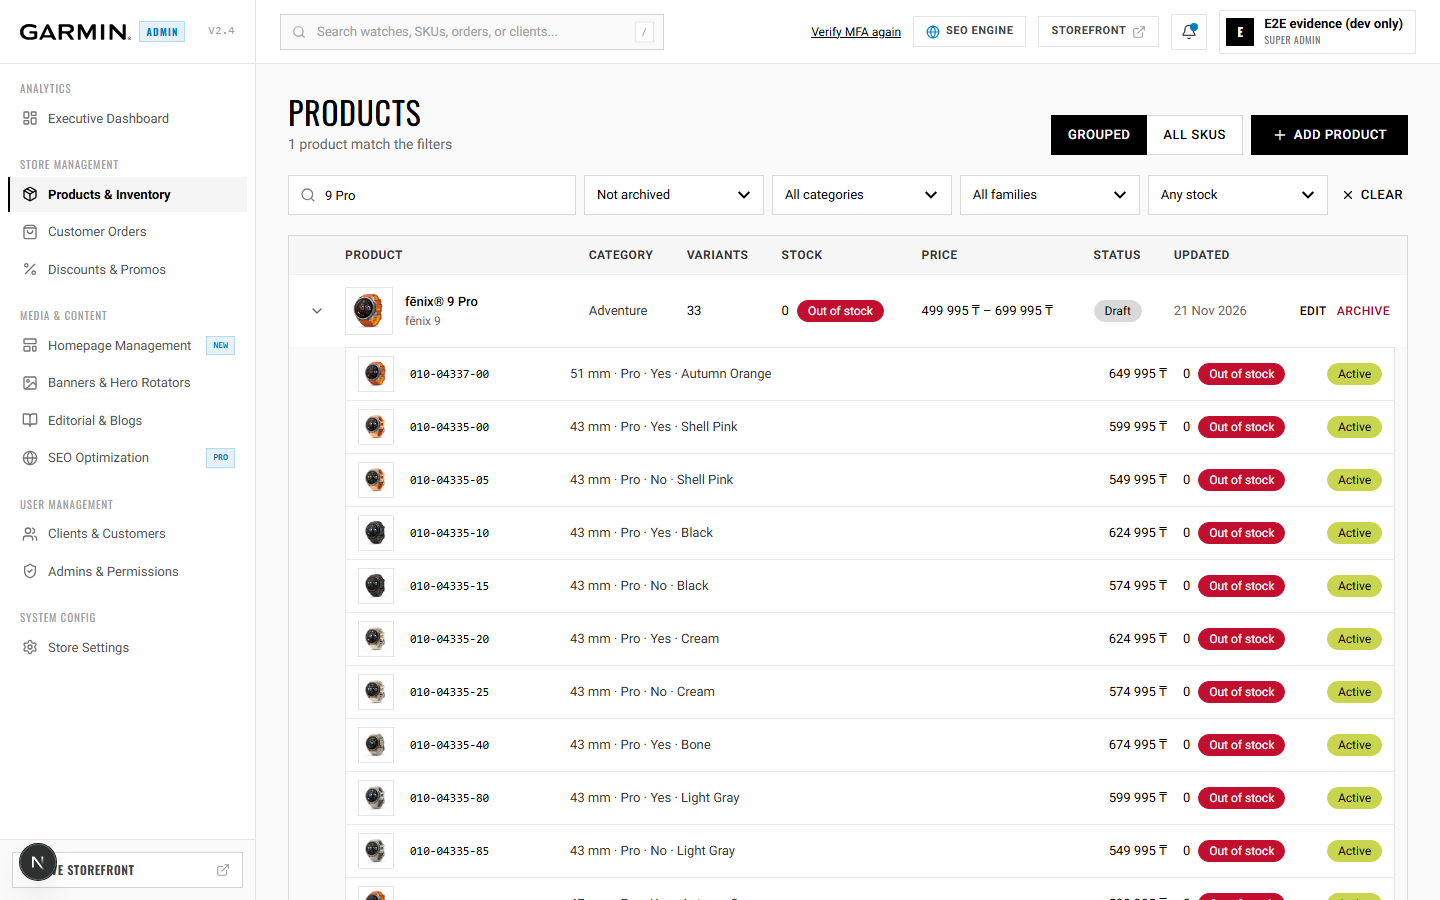 GARMIN. ADMIN V2.4
Search watches, SKUs, orders, or clients... /
Verify MFA again
SEO ENGINE
STOREFRONT
E
E2E evidence (dev only)
SUPER ADMIN
ANALYTICS
Executive Dashboard
STORE MANAGEMENT
Products & Inventory
Customer Orders
Discounts & Promos
MEDIA & CONTENT
Homepage Management NEW
Banners & Hero Rotators
Editorial & Blogs
SEO Optimization PRO
USER MANAGEMENT
Clients & Customers
Admins & Permissions
SYSTEM CONFIG
Store Settings
N
STOREFRONT
PRODUCTS
1 product match the filters
GROUPED ALL SKUS + ADD PRODUCT
9 Pro Not archived All categories All families Any stock CLEAR
PRODUCT CATEGORY VARIANTS STOCK PRICE STATUS UPDATED
fēnix® 9 Pro
fēnix 9
Adventure 33 0 Out of stock 499 995 ₸ – 699 995 ₸ Draft 21 Nov 2026 EDIT ARCHIVE
010-04337-00 51 mm · Pro · Yes · Autumn Orange 649 995 ₸ 0 Out of stock Active
010-04335-00 43 mm · Pro · Yes · Shell Pink 599 995 ₸ 0 Out of stock Active
010-04335-05 43 mm · Pro · No · Shell Pink 549 995 ₸ 0 Out of stock Active
010-04335-10 43 mm · Pro · Yes · Black 624 995 ₸ 0 Out of stock Active
010-04335-15 43 mm · Pro · No · Black 574 995 ₸ 0 Out of stock Active
010-04335-20 43 mm · Pro · Yes · Cream 624 995 ₸ 0 Out of stock Active
010-04335-25 43 mm · Pro · No · Cream 574 995 ₸ 0 Out of stock Active
010-04335-40 43 mm · Pro · Yes · Bone 674 995 ₸ 0 Out of stock Active
010-04335-80 43 mm · Pro · Yes · Light Gray 599 995 ₸ 0 Out of stock Active
010-04335-85 43 mm · Pro · No · Light Gray 549 995 ₸ 0 Out of stock Active